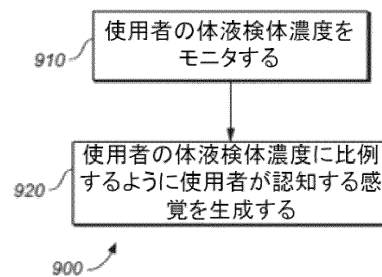 使用者の体液検体濃度を
モニタする
910
使用者の体液検体濃度に比例
するように使用者が認知する感
覚を生成する
920
900